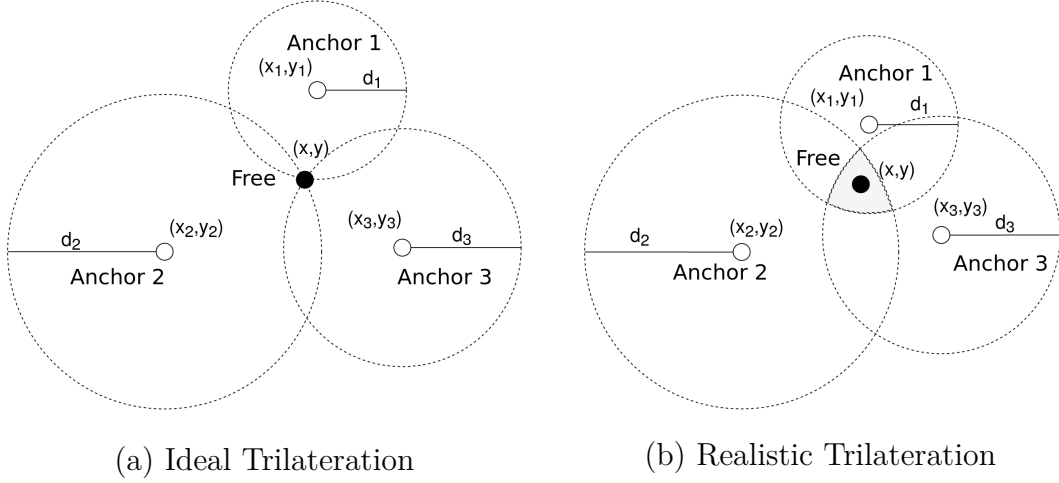 Anchor 1
(x₁,y₁)
d₁
(x,y)
Free
(x₃,y₃)
(x₂,y₂)
d₂
d₃
Anchor 2
Anchor 3
(a) Ideal Trilateration
Anchor 1
(x₁,y₁)
d₁
Free
(x,y)
(x₃,y₃)
(x₂,y₂)
d₂
d₃
Anchor 2
Anchor 3
(b) Realistic Trilateration